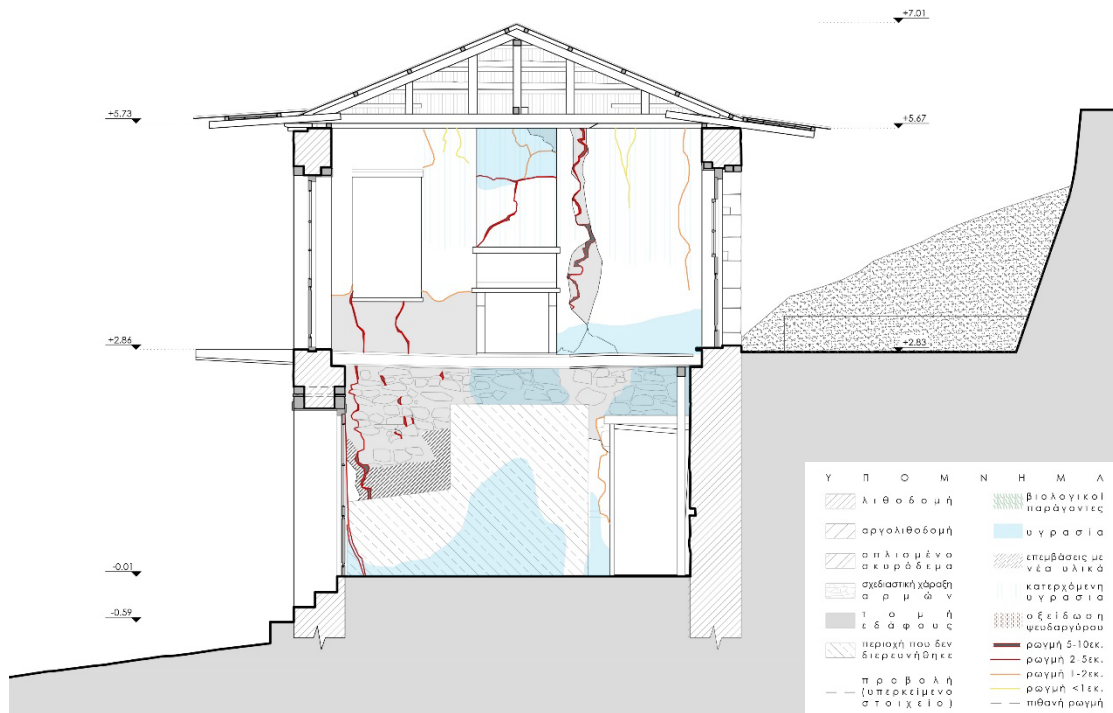 +7.01
+5.73
+5.67
+2.86
+2.83
-0.01
-0.59
ΥΠΟΜΝΗΜΑ
λιθοδομή
αργολιθοδομή
οπλισμένο
σκυρόδεμα
σχεδιαστική χάραξη
αρμών
τομή
εδάφους
περιοχή που δεν
διερευνήθηκε
προβολή
(υπερκείμενο
στοιχείο)
βιολογικοί
παράγοντες
υγρασία
επεμβάσεις με
νέα υλικά
κατερχόμενη
υγρασία
οξείδωση
ψευδαργύρου
ρωγμή 5-10εκ.
ρωγμή 2-5εκ.
ρωγμή 1-2εκ.
ρωγμή <1εκ.
πιθανή ρωγμή